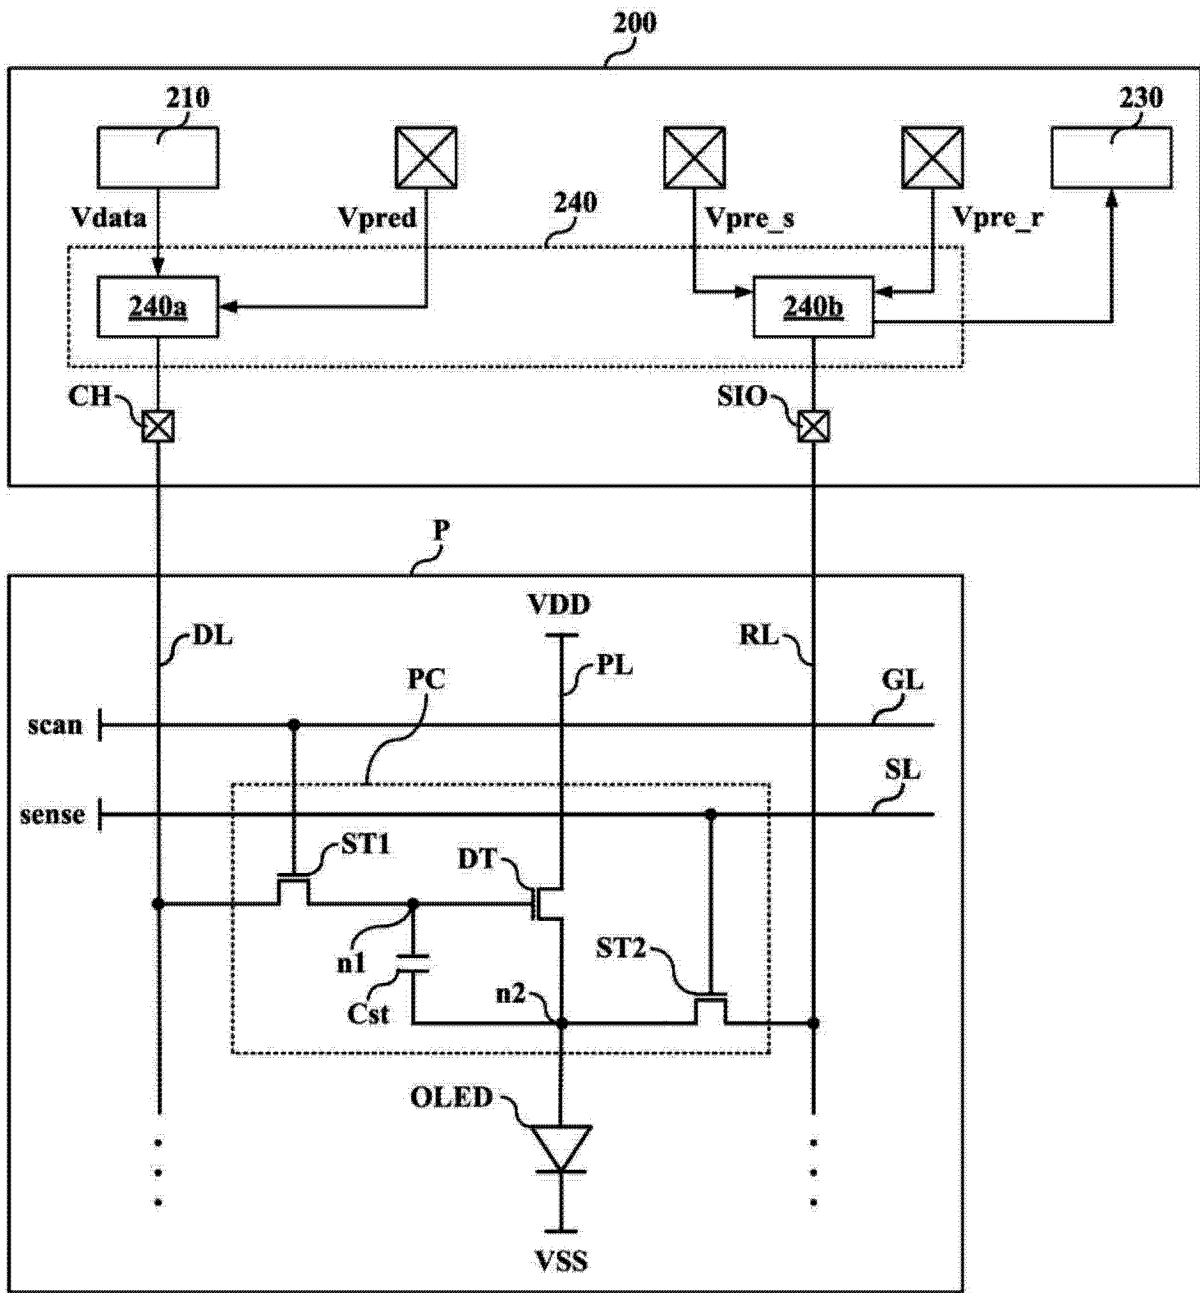 200
210
230
Vdata
Vpred
240
Vpre_s
Vpre_r
240a
240b
CH
SIO
P
VDD
DL
RL
PC
PL
GL
scan
SL
sense
ST1
DT
ST2
n1
n2
Cst
OLED
VSS